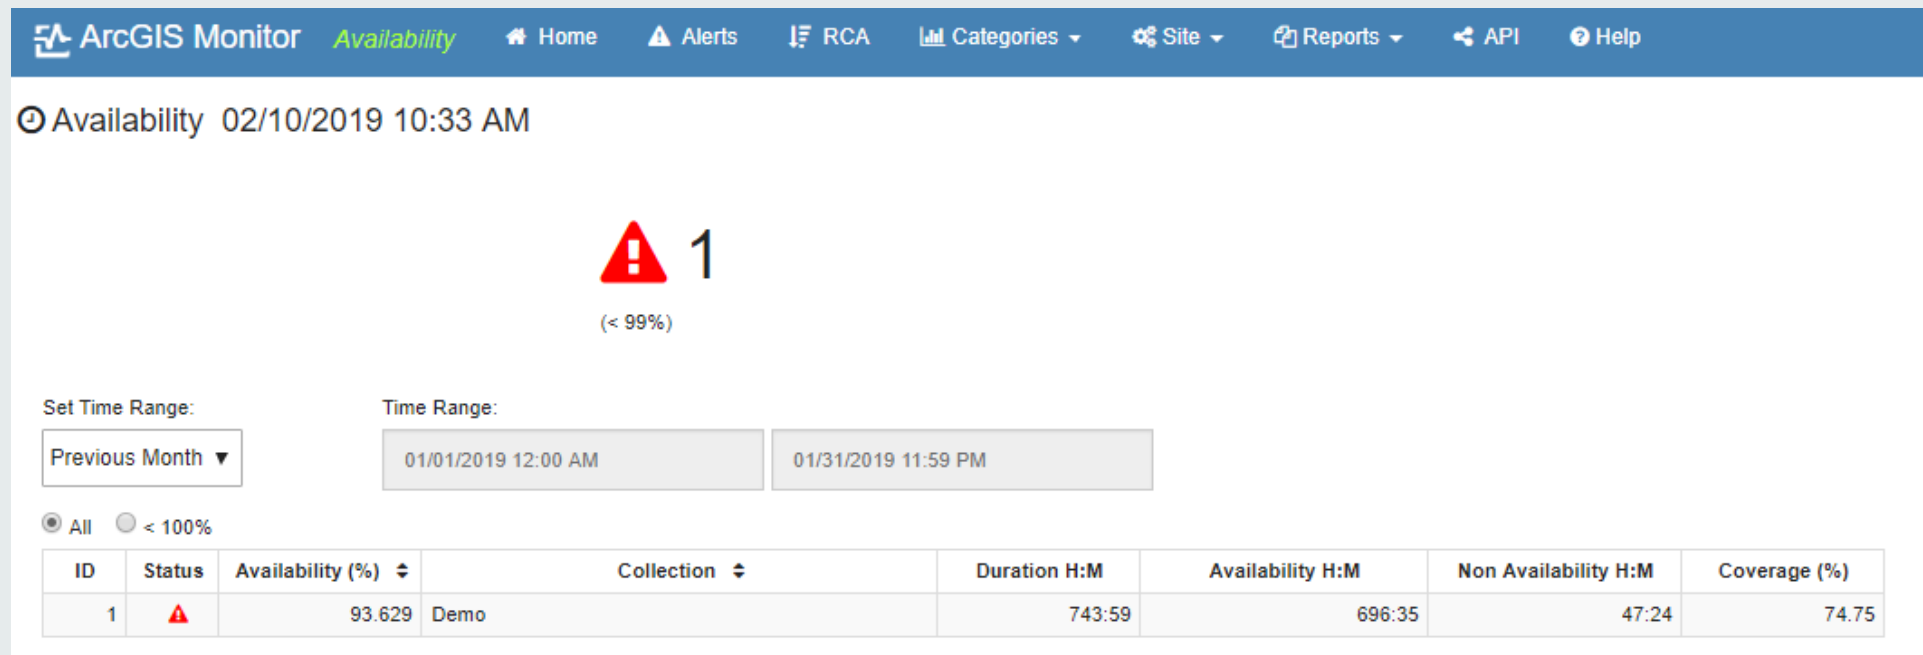 ArcGIS Monitor Availability Home Alerts RCA Categories Site Reports API Help
Availability 02/10/2019 10:33 AM
1
(< 99%)
Set Time Range: Time Range:
Previous Month 01/01/2019 12:00 AM 01/31/2019 11:59 PM
All < 100%
ID Status Availability (%) Collection Duration H:M Availability H:M Non Availability H:M Coverage (%)
1 93.629 Demo 743:59 696:35 47:24 74.75